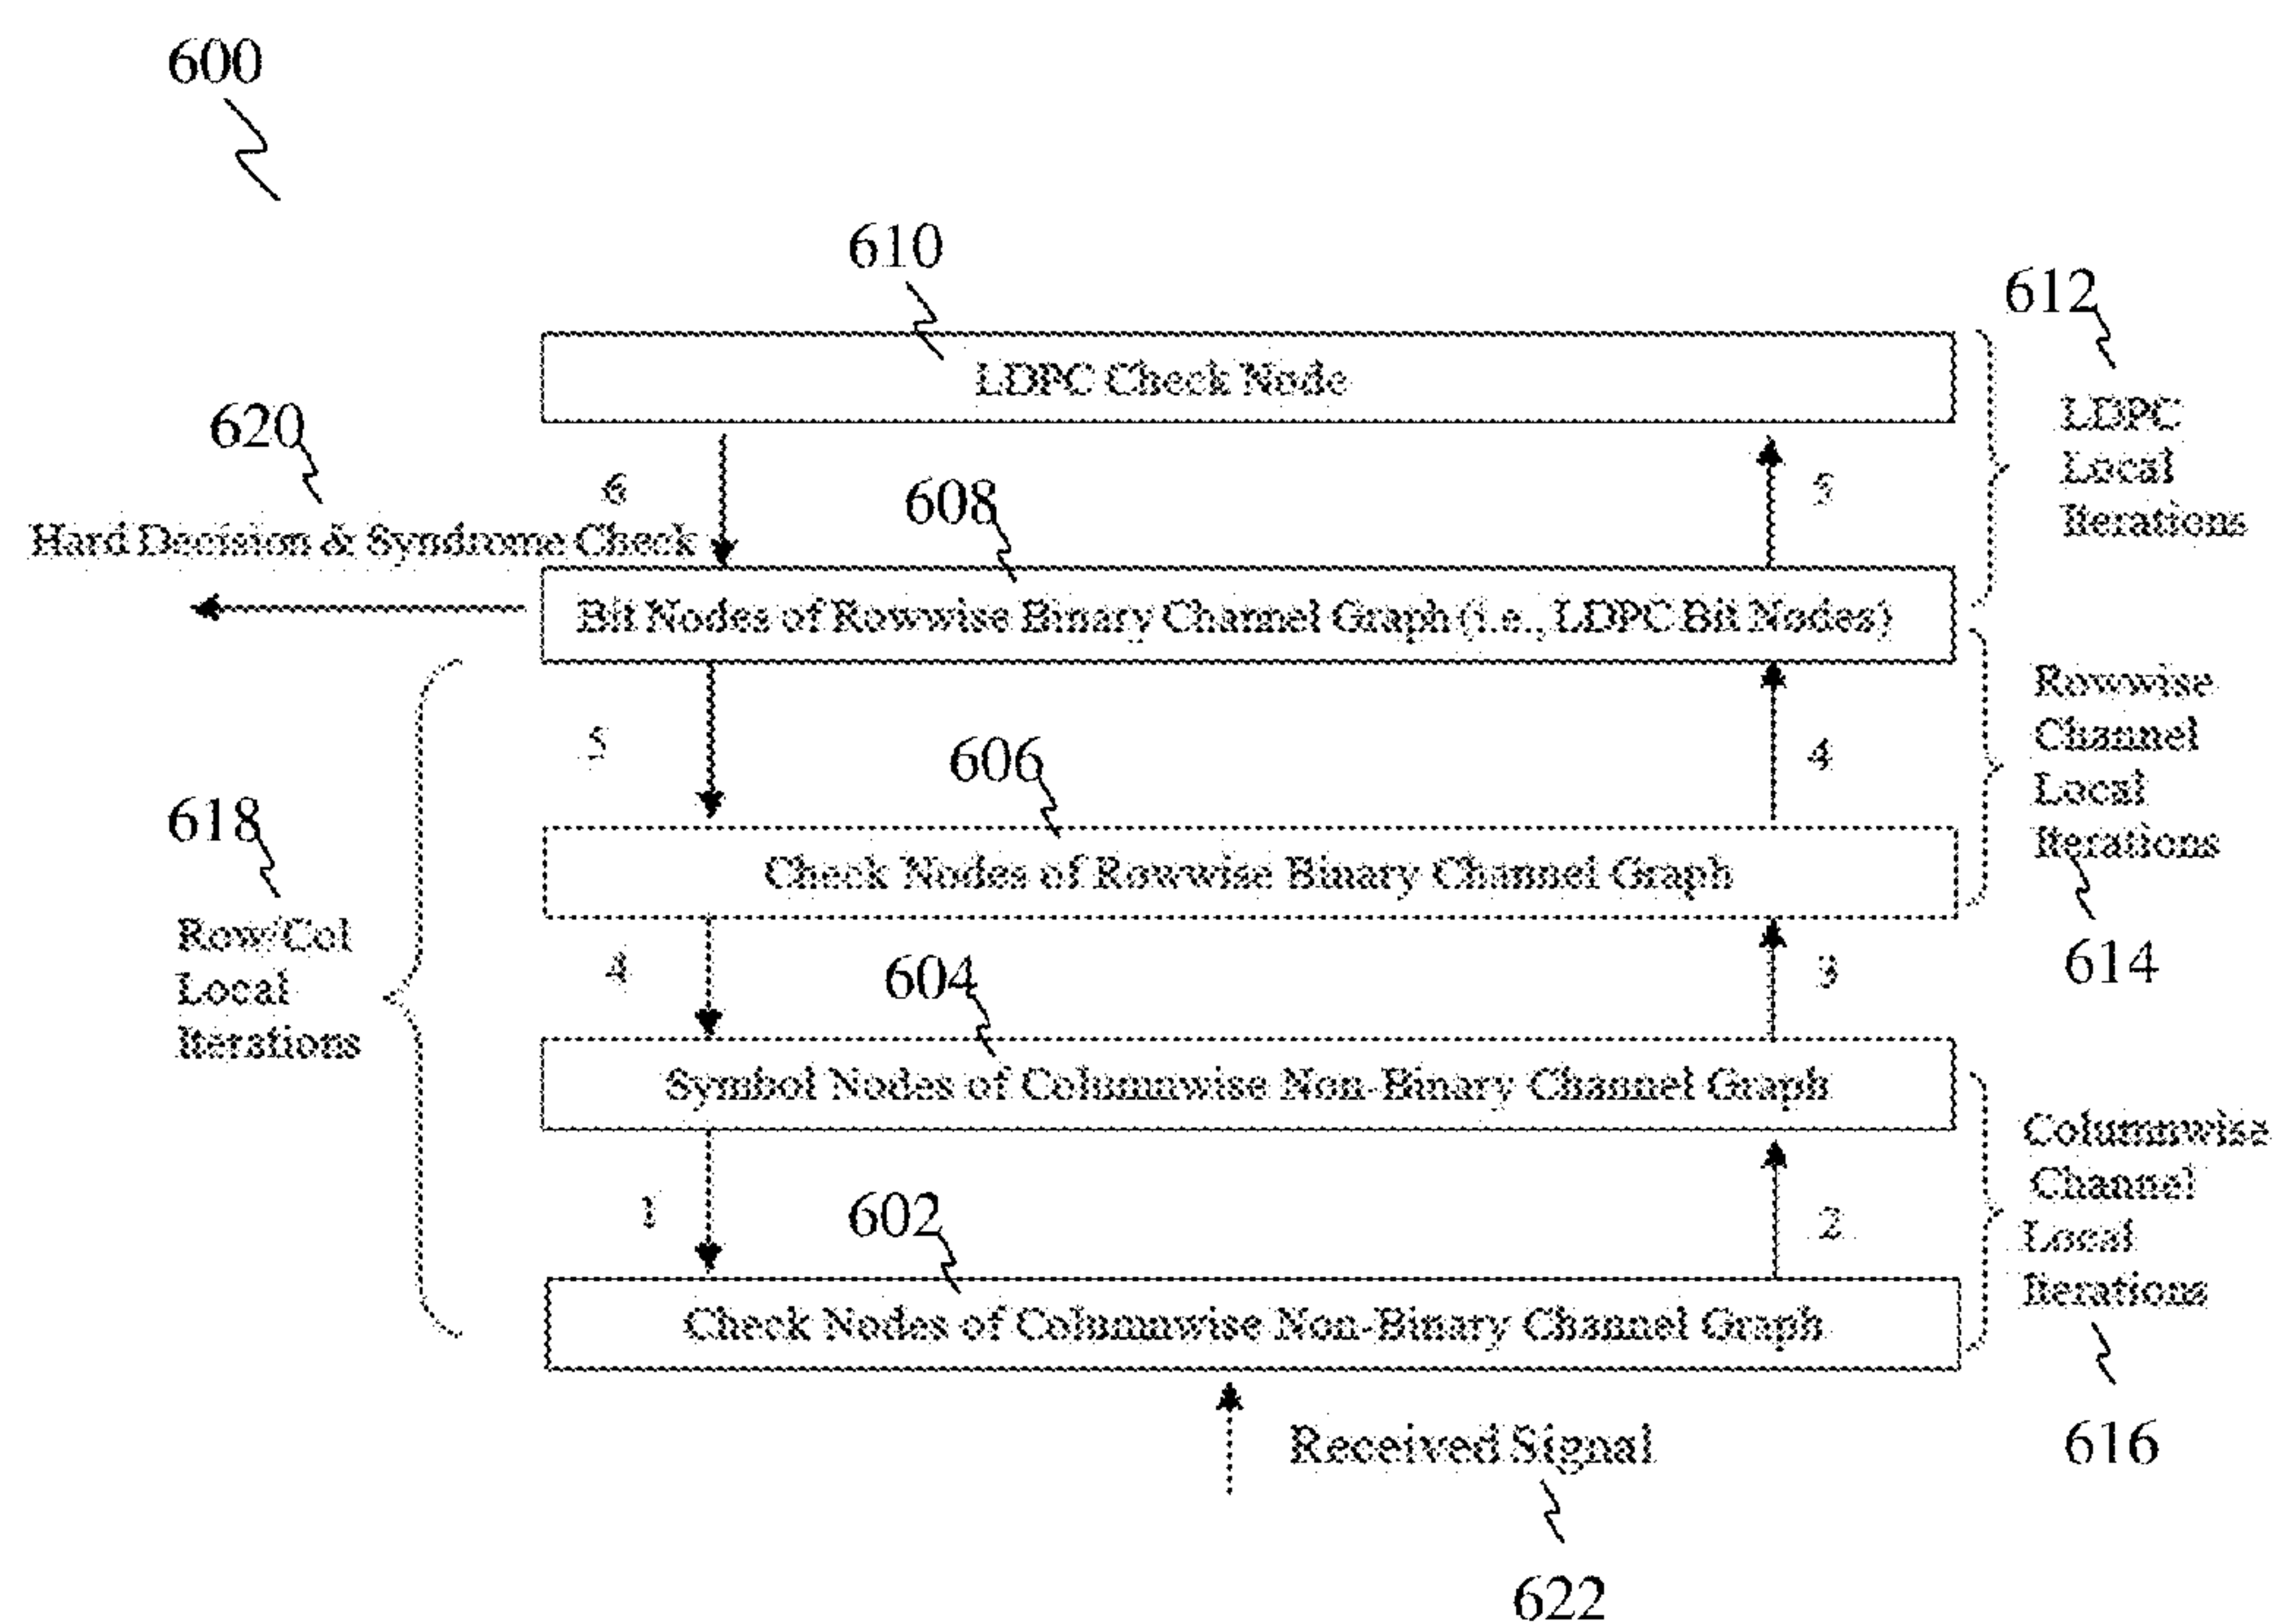 600
610
612
LDPC Check Node
LDPC
Local
Iterations
620
6
608
5
Hard Decision & Syndrome Check
Bit Nodes of Rowwise Binary Channel Graph (i.e., LDPC Bit Nodes)
5
606
4
Rowwise
Channel
Local
Iterations
618
Check Nodes of Rowwise Binary Channel Graph
Row/Col
Local
Iterations
4
604
3
614
Symbol Nodes of Columnwise Non-Binary Channel Graph
1
602
2
Columnwise
Channel
Local
Iterations
Check Nodes of Columnwise Non-Binary Channel Graph
Received Signal
616
622